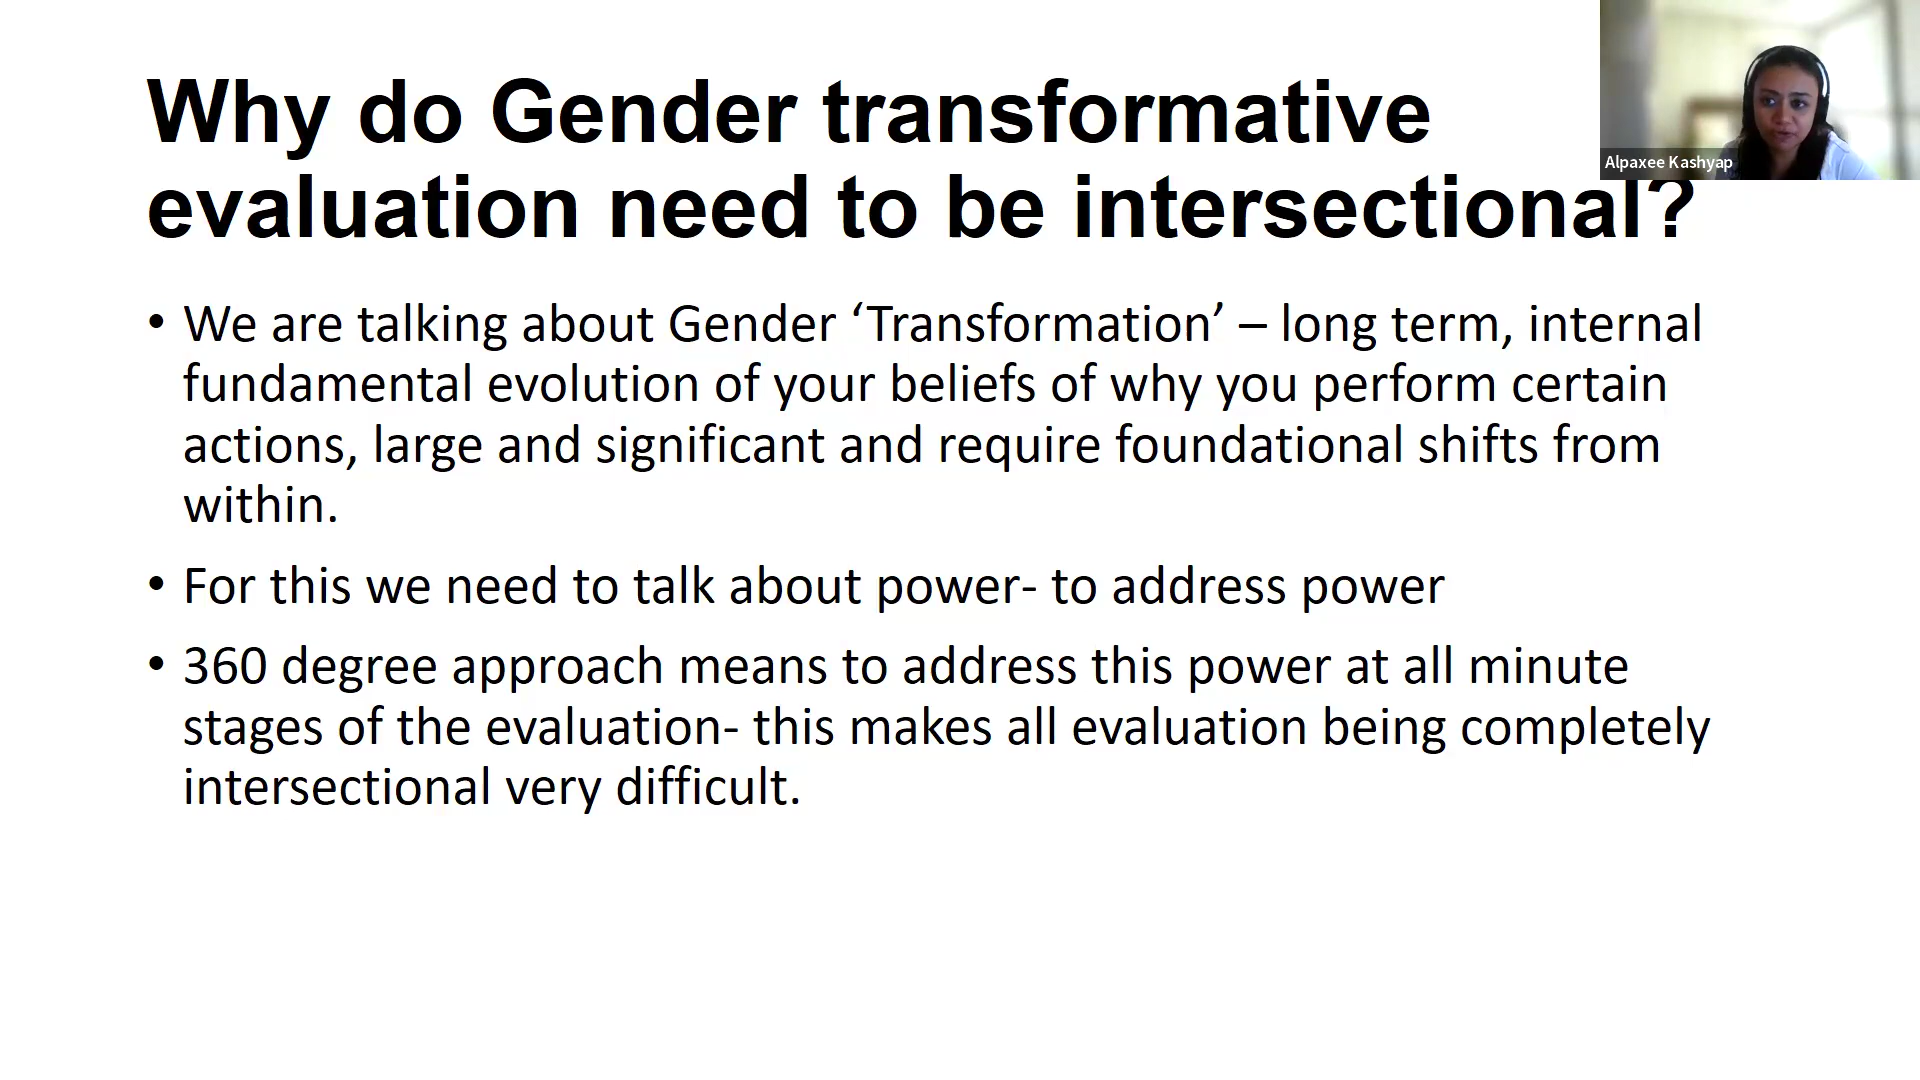 Why do Gender transformative
evaluation need to be intersectional?
Alpaxee Kashyap
• We are talking about Gender ‘Transformation’ – long term, internal
fundamental evolution of your beliefs of why you perform certain
actions, large and significant and require foundational shifts from
within.
• For this we need to talk about power- to address power
• 360 degree approach means to address this power at all minute
stages of the evaluation- this makes all evaluation being completely
intersectional very difficult.